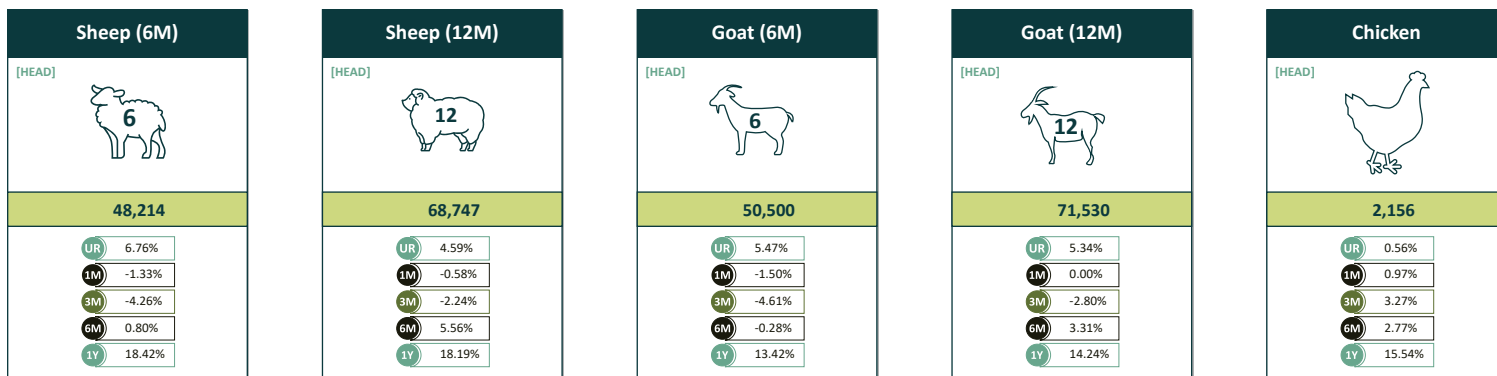 Sheep (6M)
[HEAD]
6
48,214
UR 6.76%
1M -1.33%
3M -4.26%
6M 0.80%
1Y 18.42%
Sheep (12M)
[HEAD]
12
68,747
UR 4.59%
1M -0.58%
3M -2.24%
6M 5.56%
1Y 18.19%
Goat (6M)
[HEAD]
6
50,500
UR 5.47%
1M -1.50%
3M -4.61%
6M -0.28%
1Y 13.42%
Goat (12M)
[HEAD]
12
71,530
UR 5.34%
1M 0.00%
3M -2.80%
6M 3.31%
1Y 14.24%
Chicken
[HEAD]
2,156
UR 0.56%
1M 0.97%
3M 3.27%
6M 2.77%
1Y 15.54%